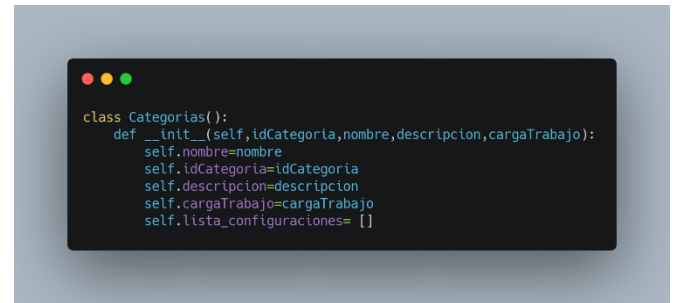 class Categorias():
    def __init__(self,idCategoria,nombre,descripcion,cargaTrabajo):
        self.nombre=nombre
        self.idCategoria=idCategoria
        self.descripcion=descripcion
        self.cargaTrabajo=cargaTrabajo
        self.lista_configuraciones= []